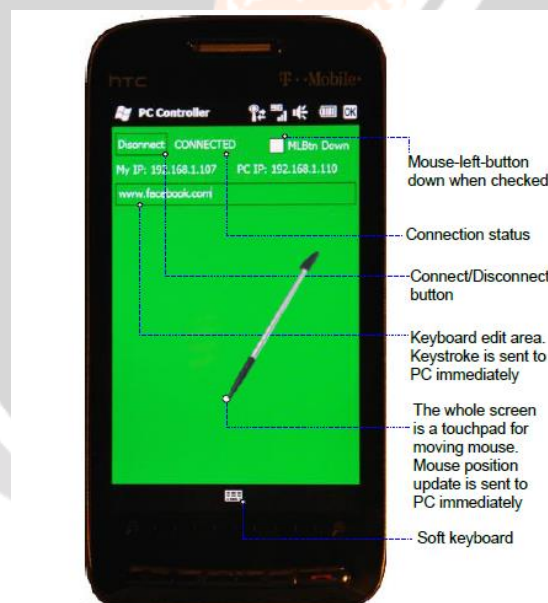 hTC
T··Mobile·
PC Controller
OK
Disonnect CONNECTED
MLBtn Down
My IP: 192.168.1.107 PC IP: 192.168.1.110
www.facebook.com
Mouse-left-button
down when checked
Connection status
Connect/Disconnect
button
Keyboard edit area.
Keystroke is sent to
PC immediately
The whole screen
is a touchpad for
moving mouse.
Mouse position
update is sent to
PC immediately
Soft keyboard